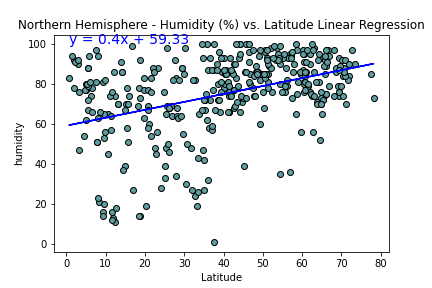 Northern Hemisphere - Humidity (%) vs. Latitude Linear Regression
y = 0.4x + 59.33
100
80
60
40
20
0
humidity
0 10 20 30 40 50 60 70 80
Latitude